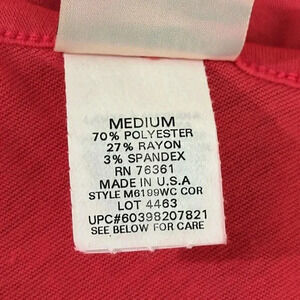 MEDIUM
70% POLYESTER
27% RAYON
3% SPANDEX
RN 76361
MADE IN U.S.A
STYLE M6199WC COR
LOT 4463
UPC#60398207821
SEE BELOW FOR CARE